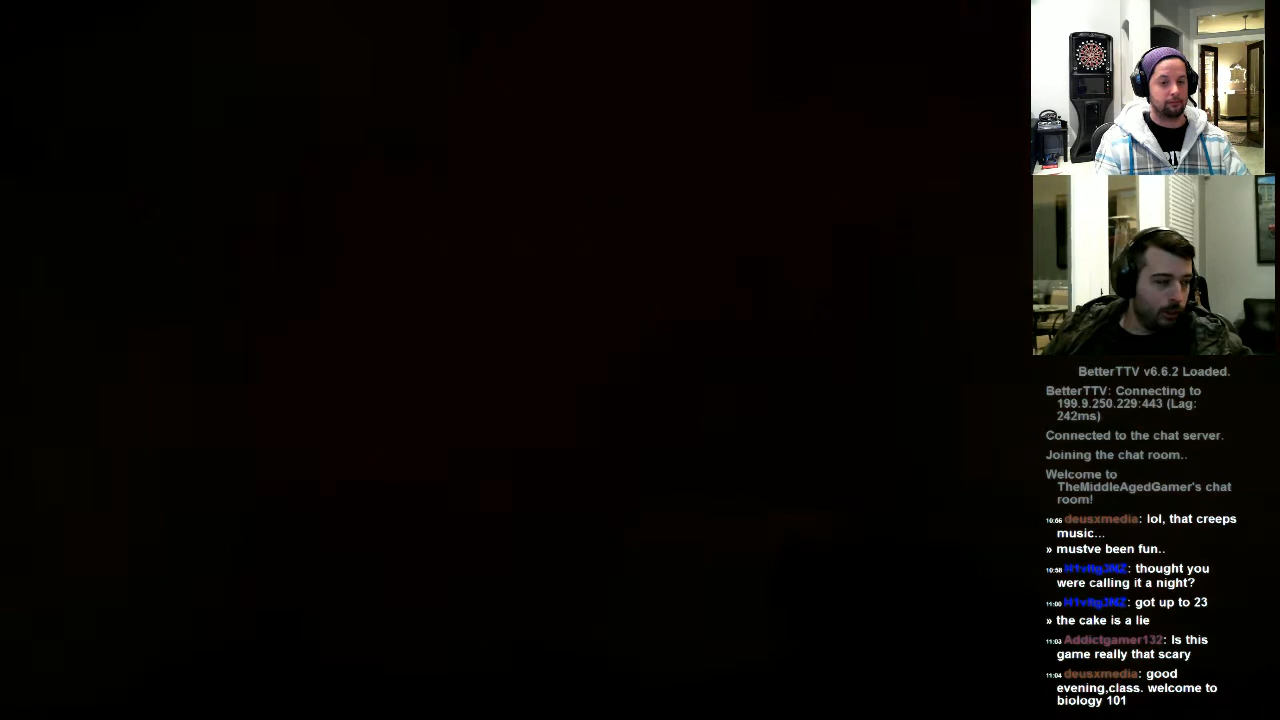 BetterTTV v6.6.2 Loaded.
BetterTTV: Connecting to
199.9.250.229:443 (Lag:
242ms)
Connected to the chat server.
Joining the chat room..
Welcome to
TheMiddleAgedGamer's chat
room!
10:56 deusxmedia: lol, that creeps
music...
» mustve been fun..
10:58 : thought you
were calling it a night?
11:00 : got up to 23
» the cake is a lie
11:03 Addictgamer132: Is this
game really that scary
11:04 deusxmedia: good
evening,class. welcome to
biology 101